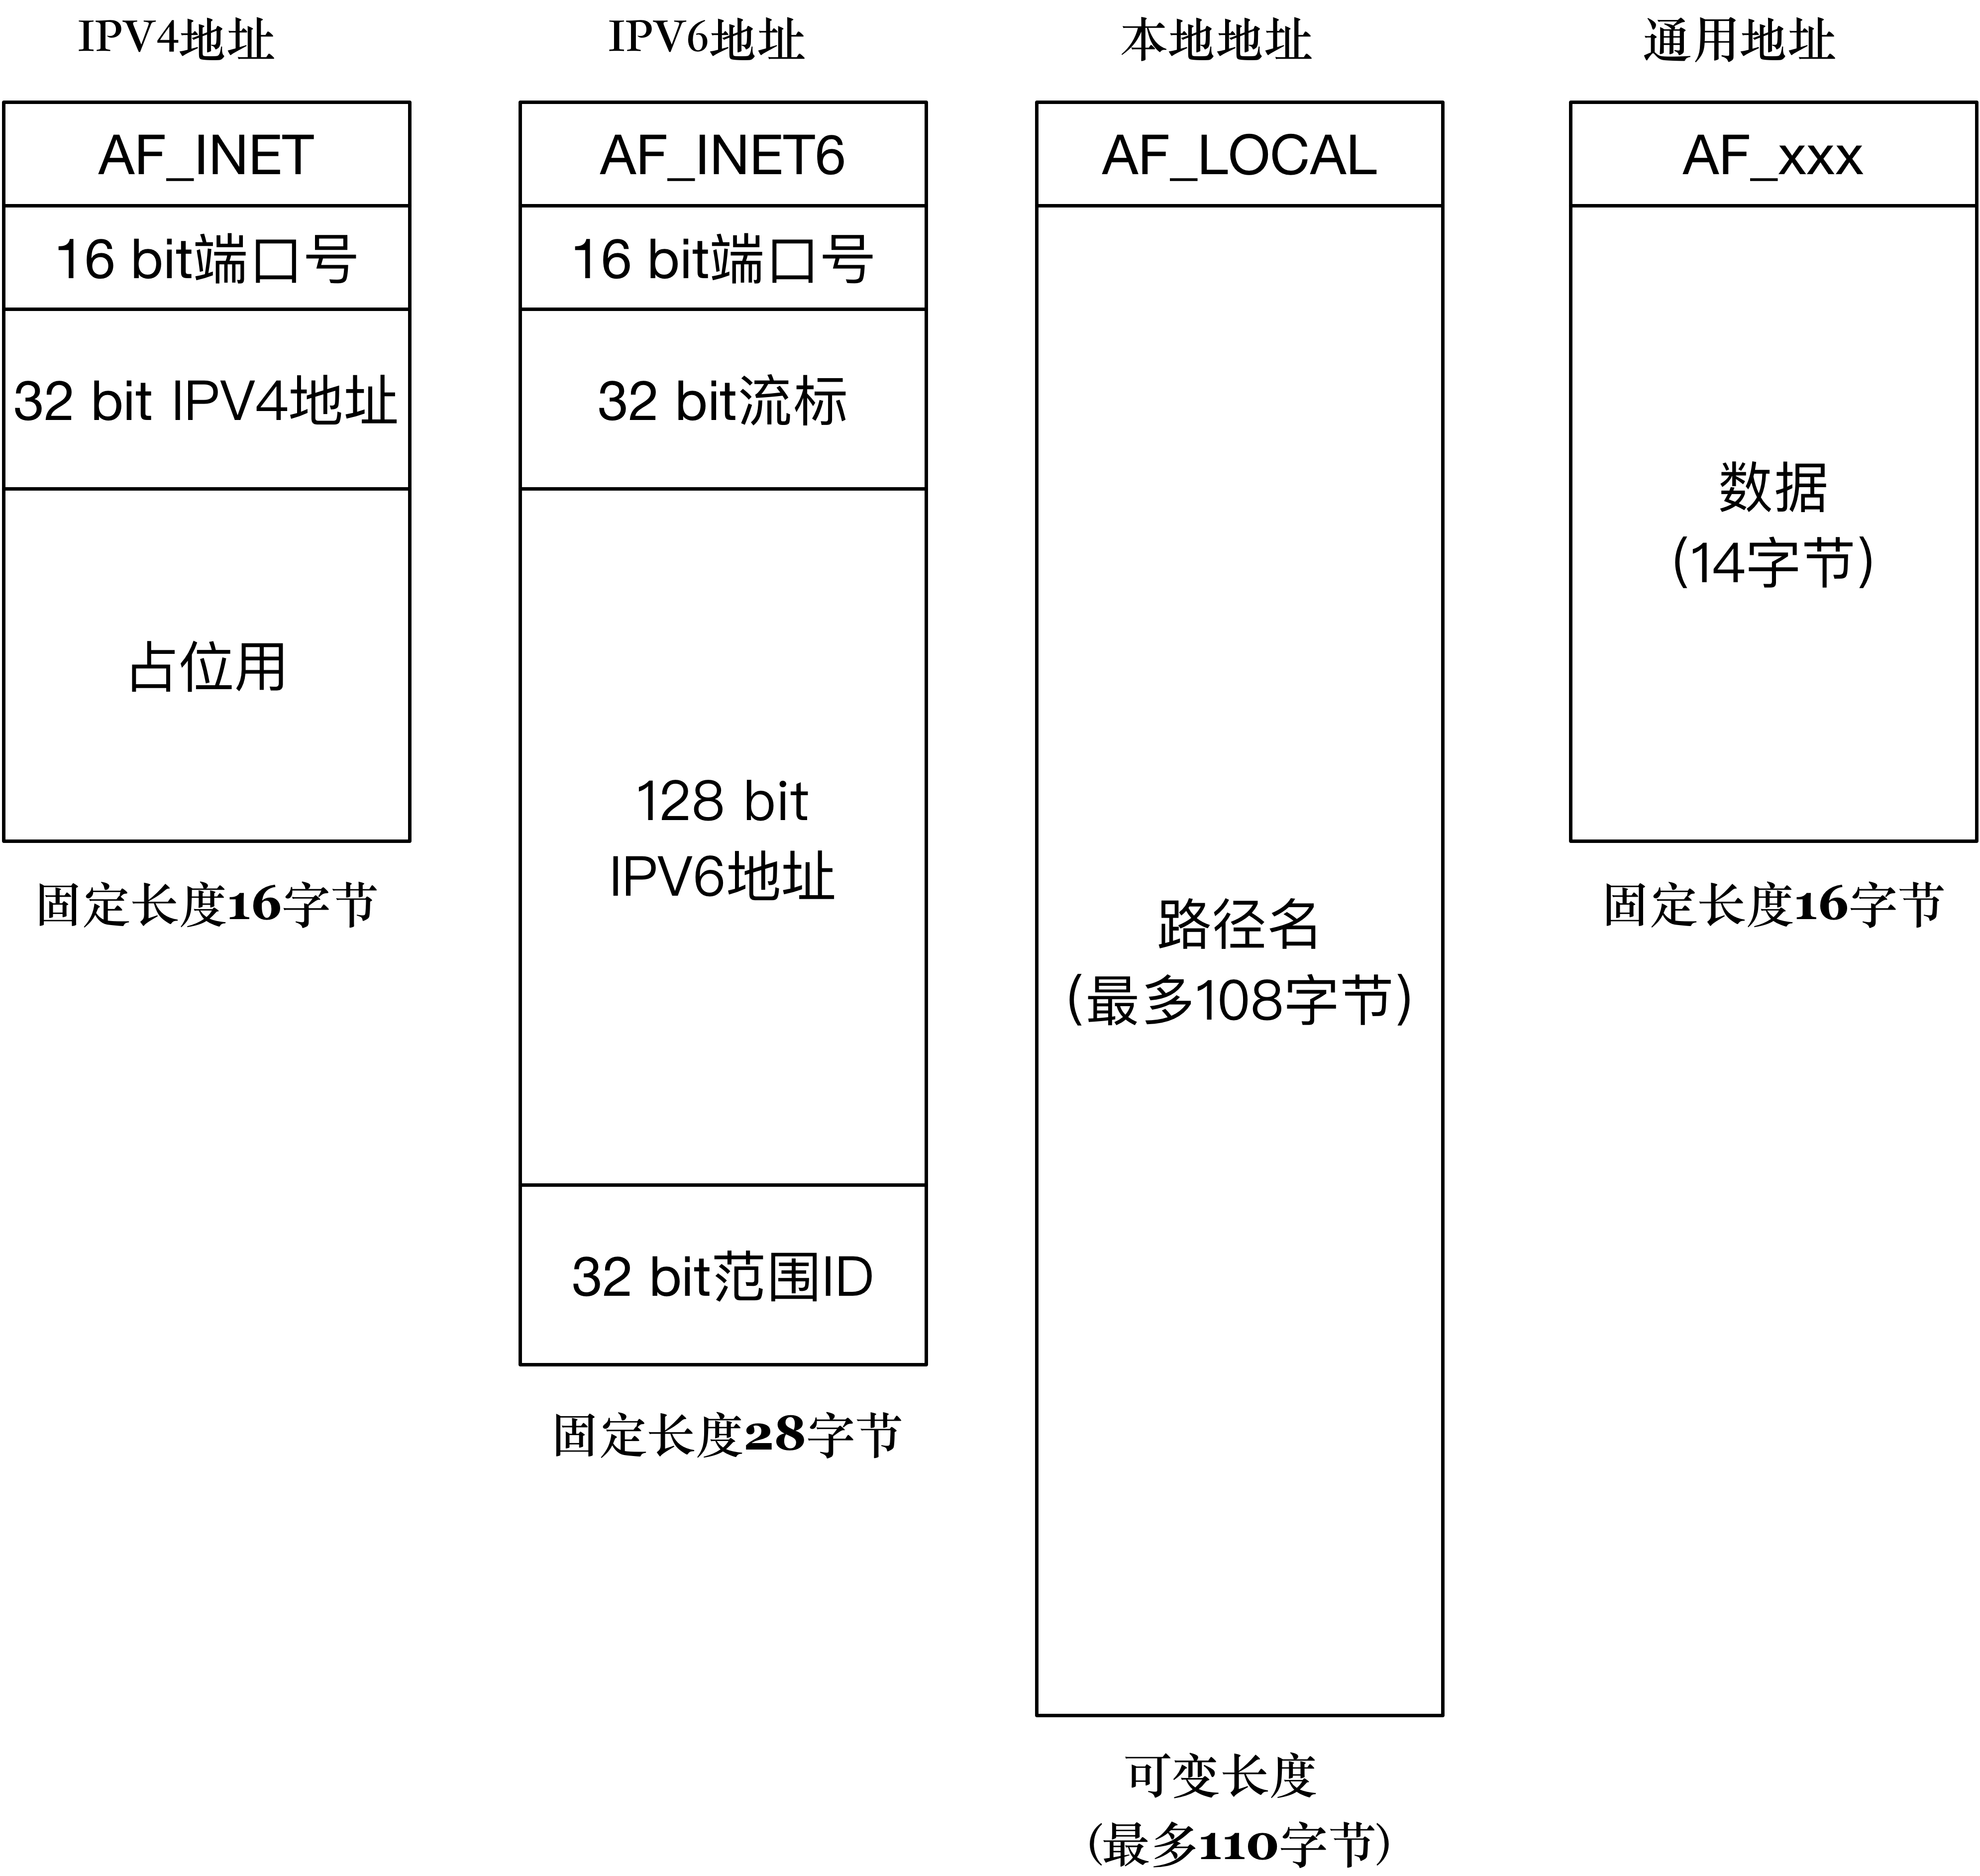 IPV4地址
AF_INET
16 bit端口号
32 bit IPV4地址
占位用
固定长度16字节
IPV6地址
AF_INET6
16 bit端口号
32 bit流标
128 bit
IPV6地址
32 bit范围ID
固定长度28字节
本地地址
AF_LOCAL
路径名
(最多108字节)
可变长度
(最多110字节)
通用地址
AF_xxx
数据
(14字节)
固定长度16字节